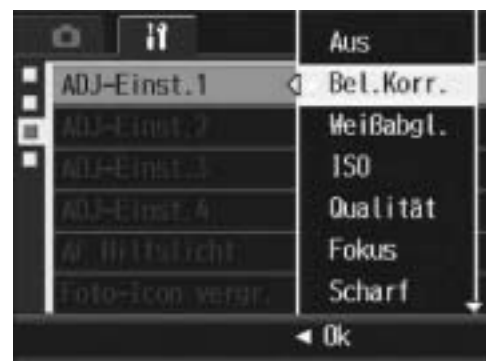 ADJ-Einst.1
ADJ-Einst.2
ADJ-Einst.3
ADJ-Einst.4
AF Hilfslicht
Foto-Icon vergr.
Aus
Bel.Korr.
Weißabgl.
ISO
Qualität
Fokus
Scharf
◄ Ok